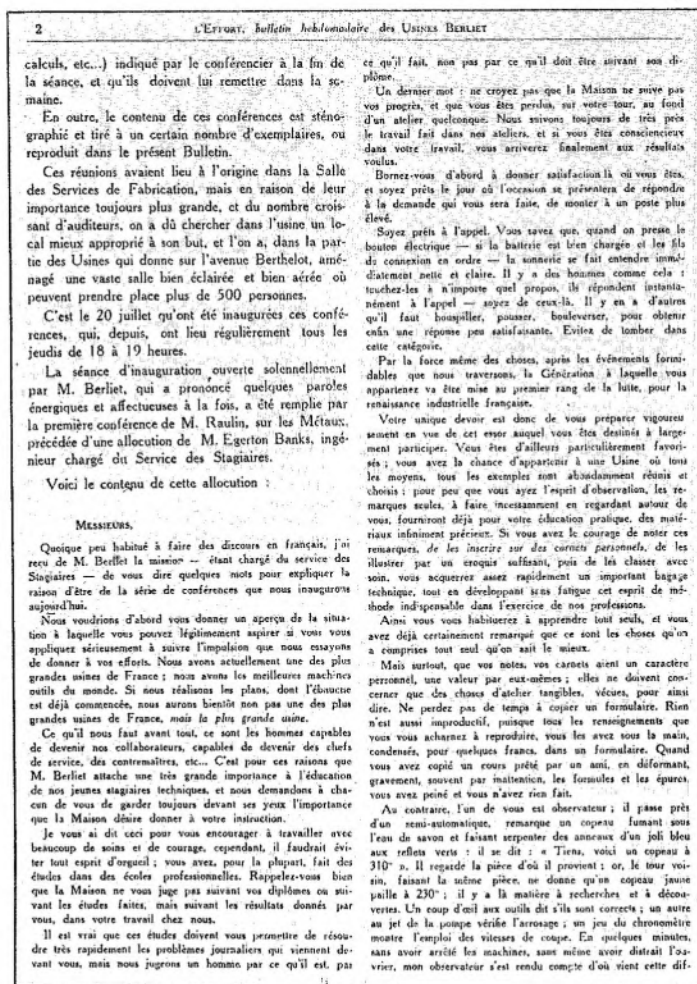 2
L'EFFORT, bulletin hebdomadaire des USINES BERLIET
calculs, etc...) indiqué par le conférencier à la fin de
la séance, et qu'ils doivent lui remettre dans la se-
maine.
En outre, le contenu de ces conférences est sténo-
graphié et tiré à un certain nombre d'exemplaires, ou
reproduit dans le présent Bulletin.
Ces réunions avaient lieu à l'origine dans la Salle
des Services de Fabrication, mais en raison de leur
importance toujours plus grande, et du nombre crois-
sant d'auditeurs, on a dû chercher dans l'usine un lo-
cal mieux approprié à son but, et l'on a, dans la par-
tie des Usines qui donne sur l'avenue Berthelot, amé-
nagé une vaste salle bien éclairée et bien aérée où
peuvent prendre place plus de 500 personnes.
C'est le 20 juillet qu'ont été inaugurées ces confé-
rences, qui, depuis, ont lieu régulièrement tous les
jeudis de 18 à 19 heures.
La séance d'inauguration ouverte solennellement
par M. Berliet, qui a prononcé quelques paroles
énergiques et affectueuses à la fois, a été remplie par
la première conférence de M. Raulin, sur les Métaux,
précédée d'une allocution de M. Egerton Banks, ingé-
nieur chargé du Service des Stagiaires.
Voici le contenu de cette allocution :
MESSIEURS,
Quoique peu habitué à faire des discours en français, j'ai
reçu de M. Berliet la mission — étant chargé du service des
Stagiaires — de vous dire quelques mots pour expliquer la
raison d'être de la série de conférences que nous inaugurons
aujourd'hui.
Nous voudrions d'abord vous donner un aperçu de la situa-
tion à laquelle vous pouvez légitimement aspirer si vous vous
appliquez sérieusement à suivre l'impulsion que nous essayons
de donner à vos efforts. Nous avons actuellement une des plus
grandes usines de France ; nous avons les meilleures machines
outils du monde. Si nous réalisons les plans, dont l'ébauche
est déjà commencée, nous aurons bientôt non pas une des plus
grandes usines de France, mais la plus grande usine.
Ce qu'il nous faut avant tout, ce sont les hommes capables
de devenir nos collaborateurs, capables de devenir des chefs
de service, des contremaîtres, etc... C'est pour ces raisons que
M. Berliet attache une très grande importance à l'éducation
de nos jeunes stagiaires techniques, et nous demandons à cha-
cun de vous de garder toujours devant ses yeux l'importance
que la Maison désire donner à votre instruction.
Je vous ai dit ceci pour vous encourager à travailler avec
beaucoup de soins et de courage, cependant, il faudrait évi-
ter tout esprit d'orgueil ; vous avez, pour la plupart, fait des
études dans des écoles professionnelles. Rappelez-vous bien
que la Maison ne vous juge pas suivant vos diplômes ou sui-
vant les études faites, mais suivant les résultats donnés par
vous, dans votre travail chez nous.
Il est vrai que ces études doivent vous permettre de résou-
dre très rapidement les problèmes journaliers qui viennent de-
vant vous, mais nous jugerons un homme par ce qu'il est, pas
ce qu'il fait, non pas par ce qu'il doit être suivant son di-
plôme.
Un dernier mot : ne croyez pas que la Maison ne suive pas
vos progrès, et que vous êtes perdus, sur votre tour, au fond
d'un atelier quelconque. Nous suivons toujours de très près
le travail fait dans nos ateliers, et si vous êtes consciencieux
dans votre travail, vous arriverez finalement aux résultats
voulus.
Bornez-vous d'abord à donner satisfaction là où vous êtes,
et soyez prêts le jour où l'occasion se présentera de répondre
à la demande qui vous sera faite, de monter à un poste plus
élevé.
Soyez prêts à l'appel. Vous savez que, quand on presse le
bouton électrique — si la batterie est bien chargée et les fils
du connexion en ordre — la sonnerie se fait entendre immé-
diatement nette et claire. Il y a des hommes comme cela :
touchez-les à n'importe quel propos, ils répondent instanta-
nément à l'appel — soyez de ceux-là. Il y en a d'autres
qu'il faut houspiller, pousser, bouleverser, pour obtenir
enfin une réponse peu satisfaisante. Evitez de tomber dans
cette catégorie.
Par la force même des choses, après les événements formi-
dables que nous traversons, la Génération à laquelle vous
appartenez va être mise au premier rang de la lutte, pour la
renaissance industrielle française.
Votre unique devoir est donc de vous préparer vigoureu
sement en vue de cet essor auquel vous êtes destinés à large-
ment participer. Vous êtes d'ailleurs particulièrement favori-
sés ; vous avez la chance d'appartenir à une Usine où tous
les moyens, tous les exemples sont abondamment réunis et
choisis ; pour peu que vous ayez l'esprit d'observation, les re-
marques seules, à faire incessamment en regardant autour de
vous, fourniront déjà pour votre éducation pratique, des maté-
riaux infiniment précieux. Si vous avez le courage de noter ces
remarques, de les inscrire sur des carnets personnels, de les
illustrer par un croquis suffisant, puis de les classer avec
soin, vous acquerrez assez rapidement un important bagage
technique, tout en développant sans fatigue cet esprit de mé-
thode indispensable dans l'exercice de nos professions.
Ainsi vous vous habituerez à apprendre tout seuls, et vous
avez déjà certainement remarqué que ce sont les choses qu'on
a comprises tout seul qu'on sait le mieux.
Mais surtout, que vos notes, vos carnets aient un caractère
personnel, une valeur par eux-mêmes ; elles ne doivent con-
cerner que des choses d'atelier tangibles, vécues, pour ainsi
dire. Ne perdez pas de temps à copier un formulaire. Rien
n'est aussi improductif, puisque tous les renseignements que
vous vous acharnez à reproduire, vous les avez sous la main,
condensés, pour quelques francs, dans un formulaire. Quand
vous avez copié un cours prêté par un ami, en déformant,
gravement, souvent par inattention, les formules et les épures,
vous avez peiné et vous n'avez rien fait.
Au contraire, l'un de vous est observateur ; il passe près
d'un semi-automatique, remarque un copeau fumant sous
l'eau de savon et faisant serpenter des anneaux d'un joli bleu
aux reflets verts : il se dit : « Tiens, voici un copeau à
310° ». Il regarde la pièce d'où il provient : or, le tour voi-
sin, faisant la même pièce, ne donne qu'un copeau jaune
paille à 230° ; il y a là matière à recherches et à décou-
vertes. Un coup d'œil aux outils dit s'ils sont corrects ; un autre
au jet de la pompe vérifie l'arrosage ; un jeu du chronomètre
montre l'emploi des vitesses de coupe. En quelques minutes,
sans avoir arrêté les machines, sans même avoir distrait l'ou-
vrier, mon observateur s'est rendu compte d'où vient cette dif-